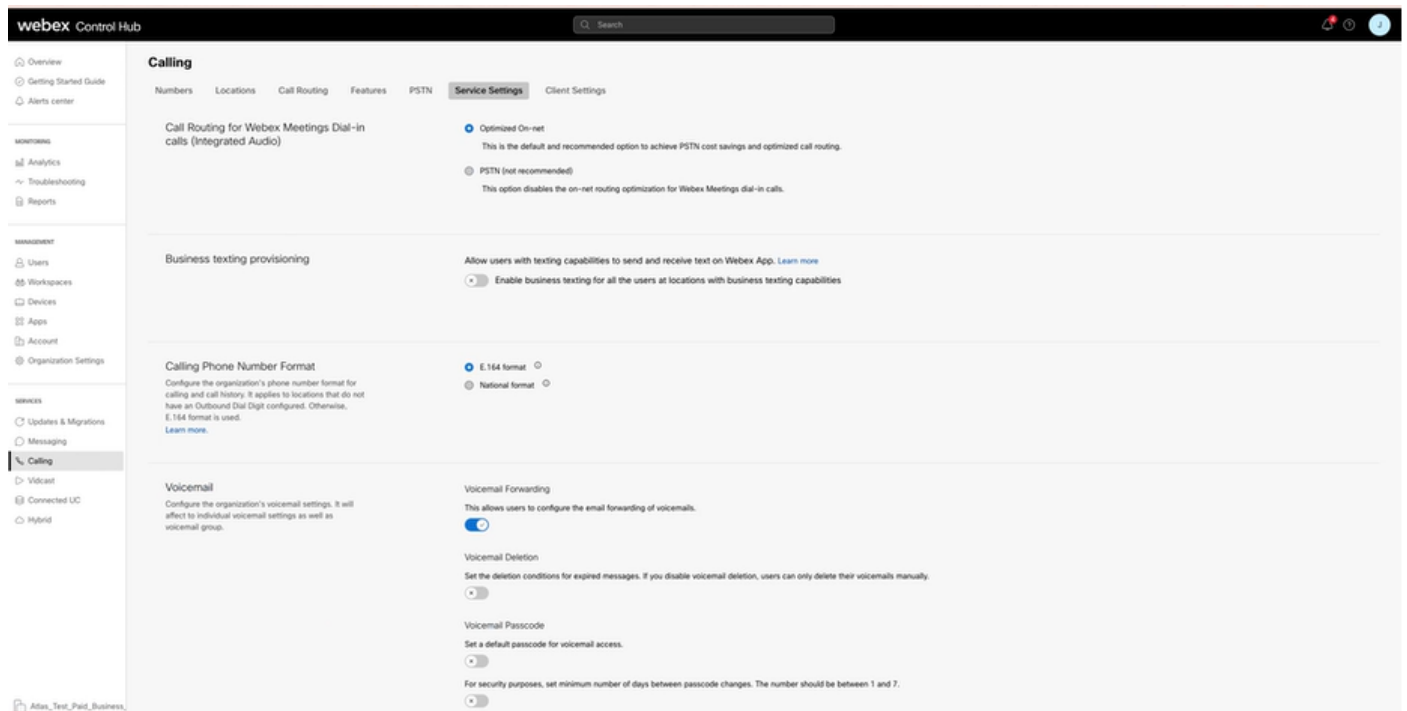 webex Control Hub
Search
4
J
Overview
Getting Started Guide
Alerts center
MONITORING
Analytics
Troubleshooting
Reports
MANAGEMENT
Users
Workspaces
Devices
Apps
Account
Organization Settings
SERVICES
Updates & Migrations
Messaging
Calling
Vidcast
Connected UC
Hybrid
Atlas_Test_Paid_Business_
Calling
Numbers Locations Call Routing Features PSTN Service Settings Client Settings
Call Routing for Webex Meetings Dial-in
calls (Integrated Audio)
Optimized On-net
This is the default and recommended option to achieve PSTN cost savings and optimized call routing.
PSTN (not recommended)
This option disables the on-net routing optimization for Webex Meetings dial-in calls.
Business texting provisioning
Allow users with texting capabilities to send and receive text on Webex App. Learn more
Enable business texting for all the users at locations with business texting capabilities
Calling Phone Number Format
Configure the organization's phone number format for
calling and call history. It applies to locations that do not
have an Outbound Dial Digit configured. Otherwise,
E.164 format is used.
Learn more.
E.164 format
National format
Voicemail
Configure the organization's voicemail settings. It will
affect to individual voicemail settings as well as
voicemail group.
Voicemail Forwarding
This allows users to configure the email forwarding of voicemails.
Voicemail Deletion
Set the deletion conditions for expired messages. If you disable voicemail deletion, users can only delete their voicemails manually.
Voicemail Passcode
Set a default passcode for voicemail access.
For security purposes, set minimum number of days between passcode changes. The number should be between 1 and 7.